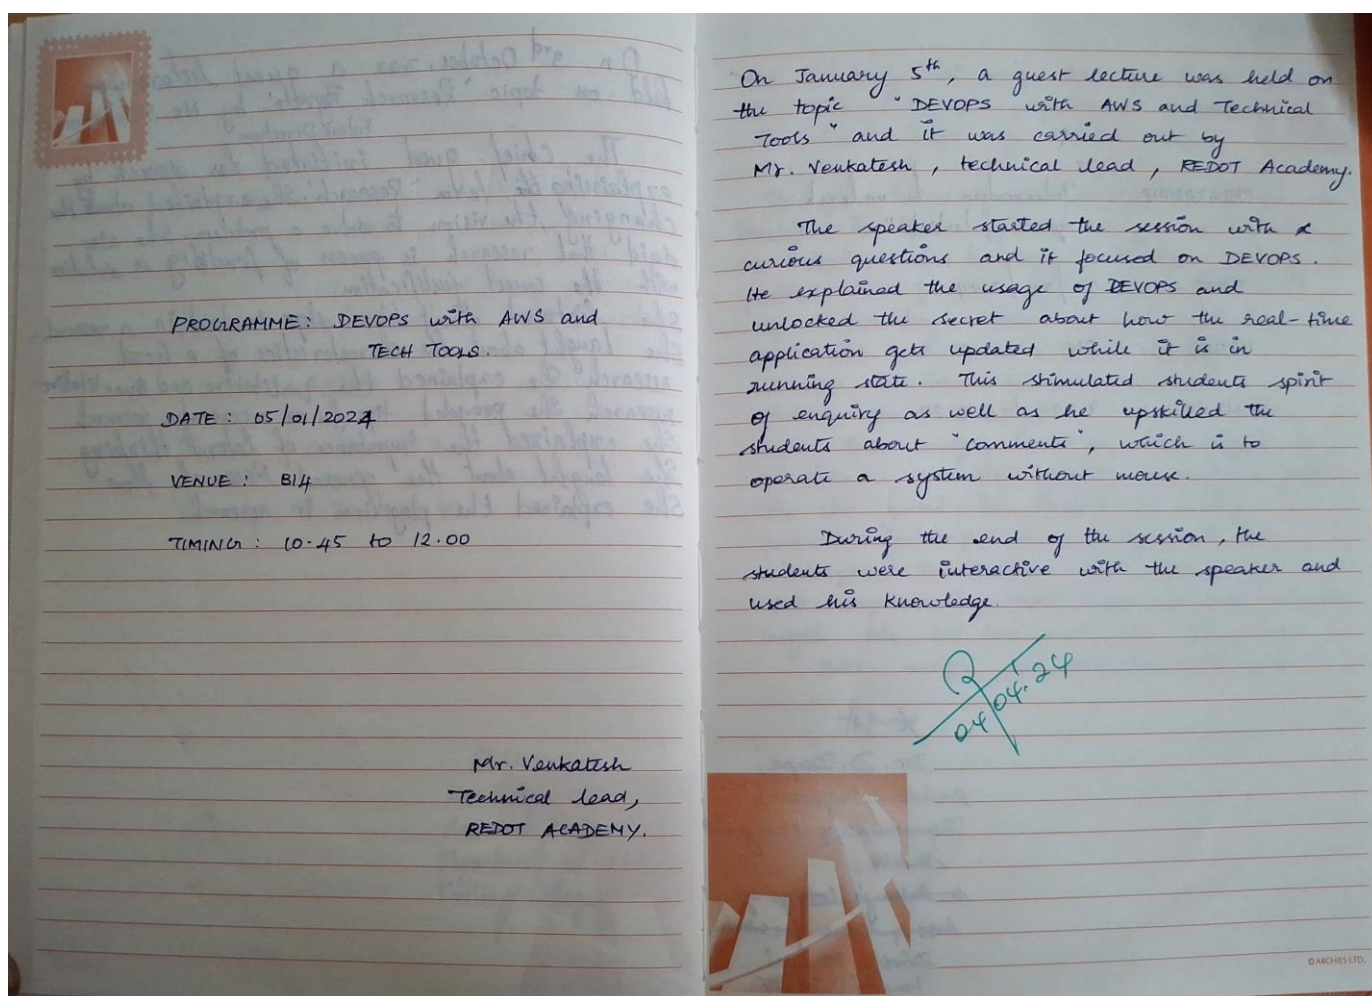 PROGRAMME: DEVOPS with AWS and
TECH TOOLS.
DATE: 05/01/2024
VENUE: B14
TIMING: 10.45 to 12.00
Mr. Venkatesh
Technical lead,
REDOT ACADEMY.
On January 5th, a guest lecture was held on
the topic "DEVOPS with AWS and Technical
Tools" and it was carried out by
Mr. Venkatesh, technical lead, REDOT Academy.
The speaker started the session with
curious questions and it focused on DEVOPS.
He explained the usage of DEVOPS and
unlocked the secret about how the real-time
application gets updated while it is in
running state. This stimulated students spirit
of enquiry as well as he upskilled the
students about "comments", which is to
operate a system without mouse.
During the end of the session, the
students were interactive with the speaker and
used his knowledge.
04.04.24
© ARCHIES LTD.